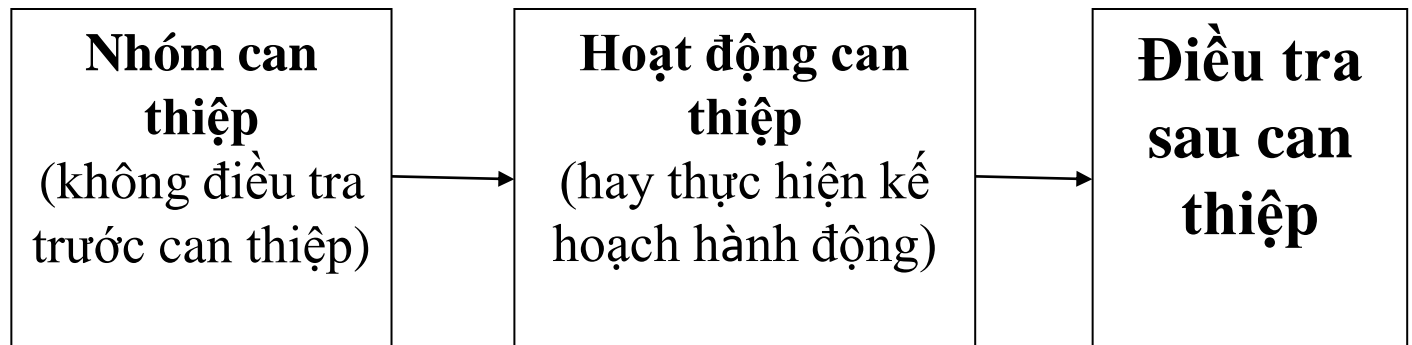 Nhóm can
thiệp
(không điều tra
trước can thiệp)
Hoạt động can
thiệp
(hay thực hiện kế
hoạch hành động)
Điều tra
sau can
thiệp